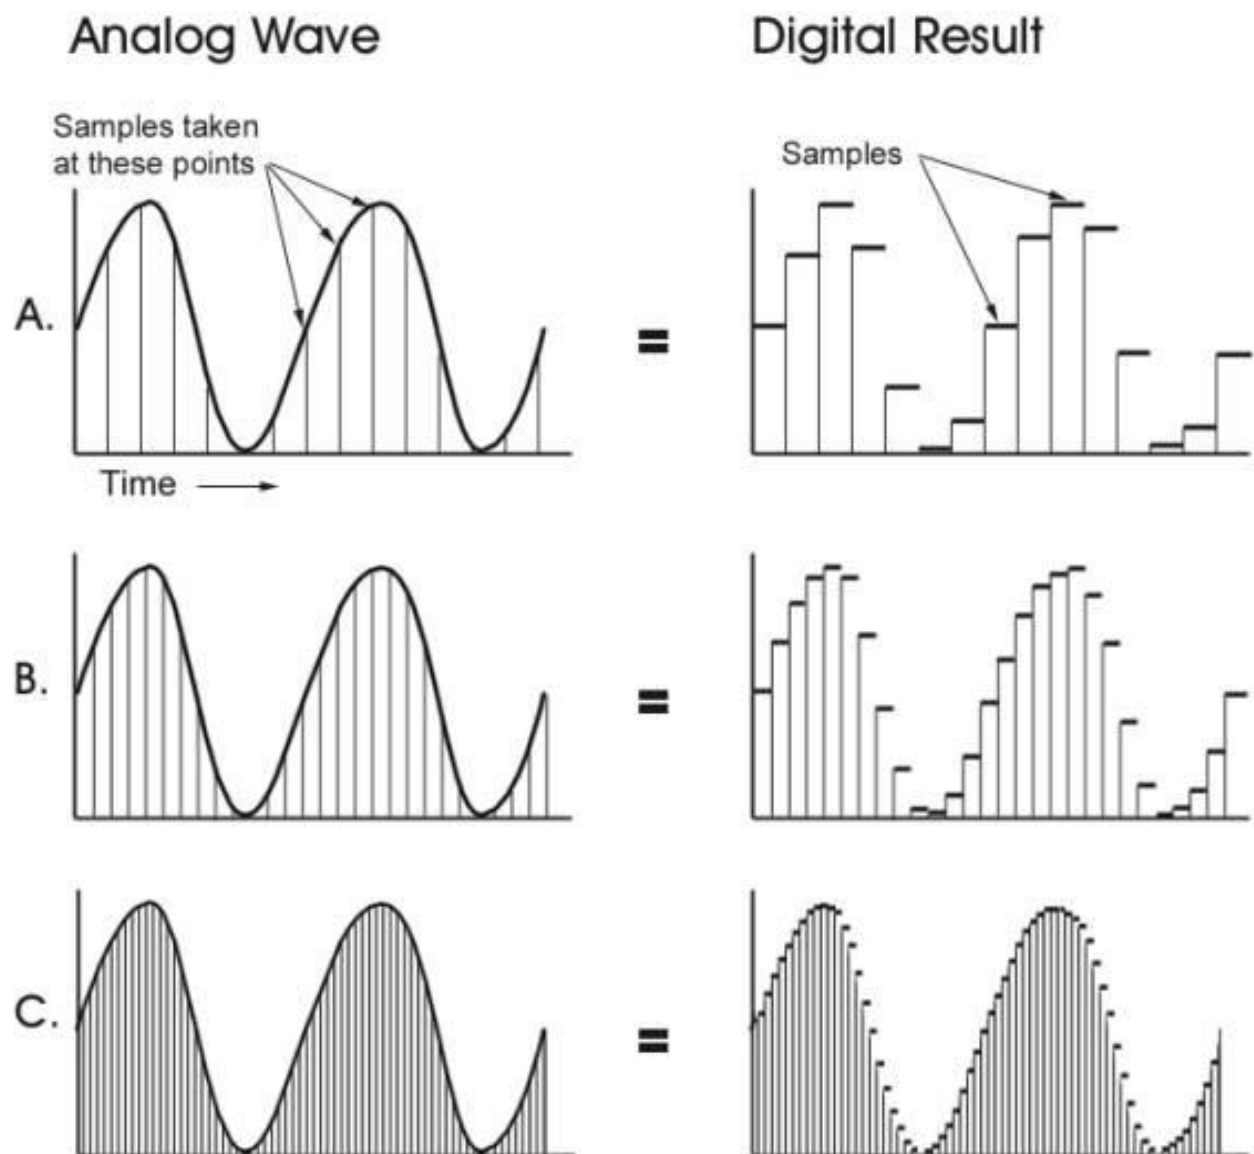 Analog Wave
Digital Result
Samples taken
at these points
Samples
A.
=
Time
B.
=
C.
=